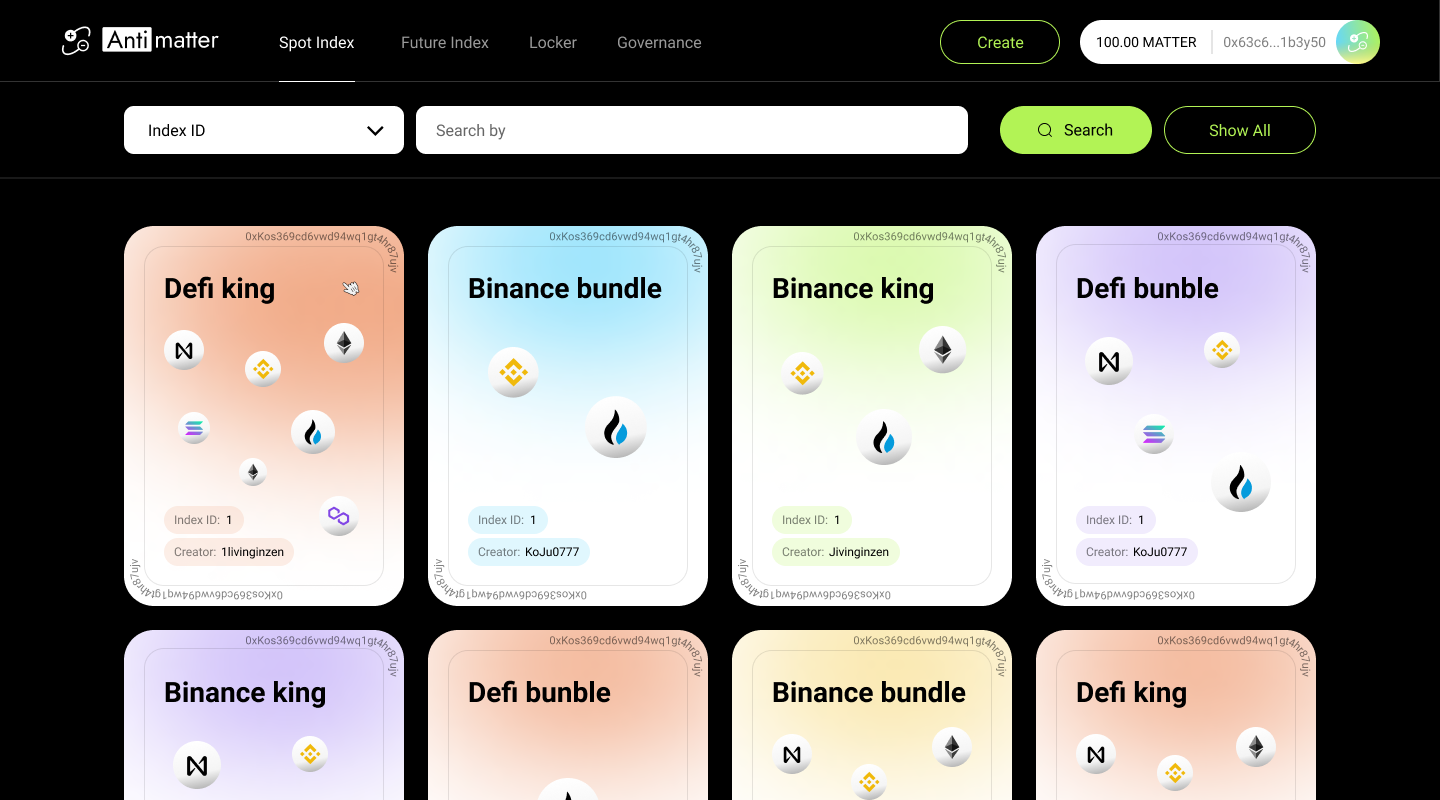 Anti matter
Spot Index
Future Index
Locker
Governance
Create
100.00 MATTER
0x63c6...1b3y50
Index ID
Search by
Search
Show All
0xKos369cd6vwd94wq1gt4hr87ujv
Defi king
Index ID: 1
Creator: 1livinginzen
0xKos369cd6vwd94wq1gt4hr87ujv
0xKos369cd6vwd94wq1gt4hr87ujv
Binance bundle
Index ID: 1
Creator: KoJu0777
0xKos369cd6vwd94wq1gt4hr87ujv
0xKos369cd6vwd94wq1gt4hr87ujv
Binance king
Index ID: 1
Creator: Jivinginzen
0xKos369cd6vwd94wq1gt4hr87ujv
0xKos369cd6vwd94wq1gt4hr87ujv
Defi bunble
Index ID: 1
Creator: KoJu0777
0xKos369cd6vwd94wq1gt4hr87ujv
0xKos369cd6vwd94wq1gt4hr87ujv
Binance king
0xKos369cd6vwd94wq1gt4hr87ujv
Defi bunble
0xKos369cd6vwd94wq1gt4hr87ujv
Binance bundle
0xKos369cd6vwd94wq1gt4hr87ujv
Defi king